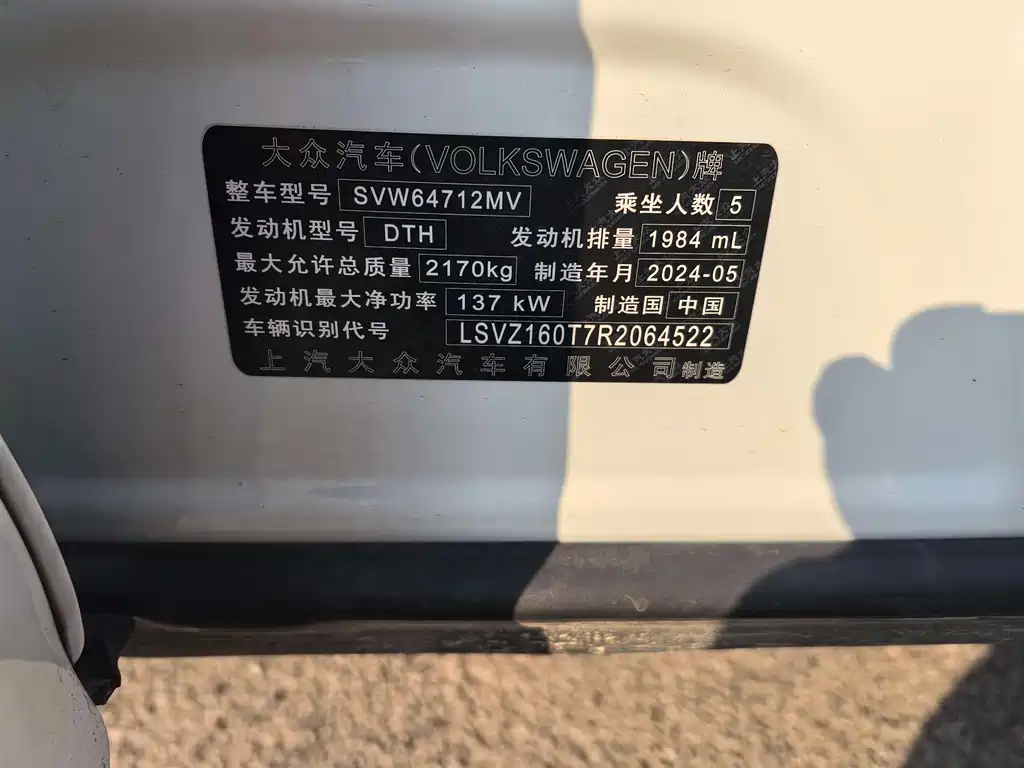 大众汽车(VOLKSWAGEN)牌
整车型号 SVW64712MV 乘坐人数 5
发动机型号 DTH 发动机排量 1984 mL
最大允许总质量 2170kg 制造年月 2024-05
发动机最大净功率 137 kW 制造国 中国
车辆识别代号 LSVZ160T7R2064522
上汽大众汽车有限公司制造